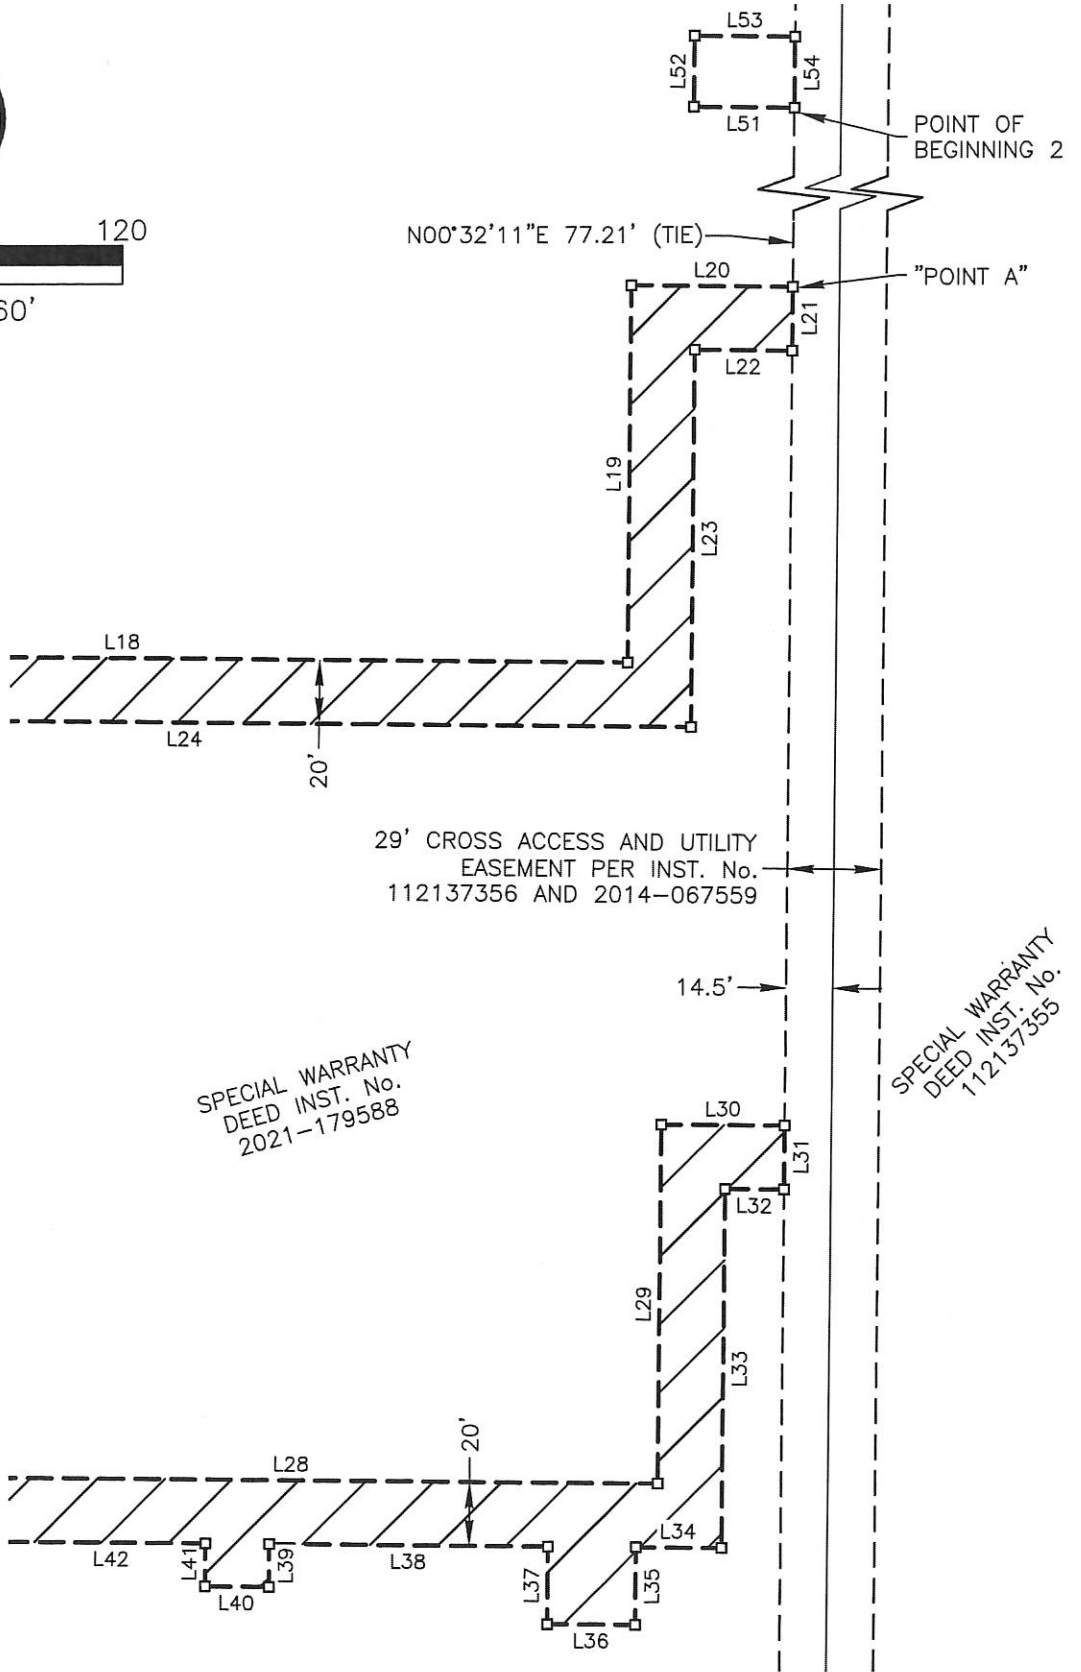 L53
L52
L54
L51
POINT OF
BEGINNING 2
120
60'
N00°32'11"E 77.21' (TIE)
L20
"POINT A"
L21
L22
L19
L23
L18
L24
20'
29' CROSS ACCESS AND UTILITY
EASEMENT PER INST. No.
112137356 AND 2014-067559
14.5'
SPECIAL WARRANTY
DEED INST. No.
112137355
SPECIAL WARRANTY
DEED INST. No.
2021-179588
L30
L31
L32
L29
L33
20'
L28
L34
L42
L41
L39
L38
L40
L37
L35
L36